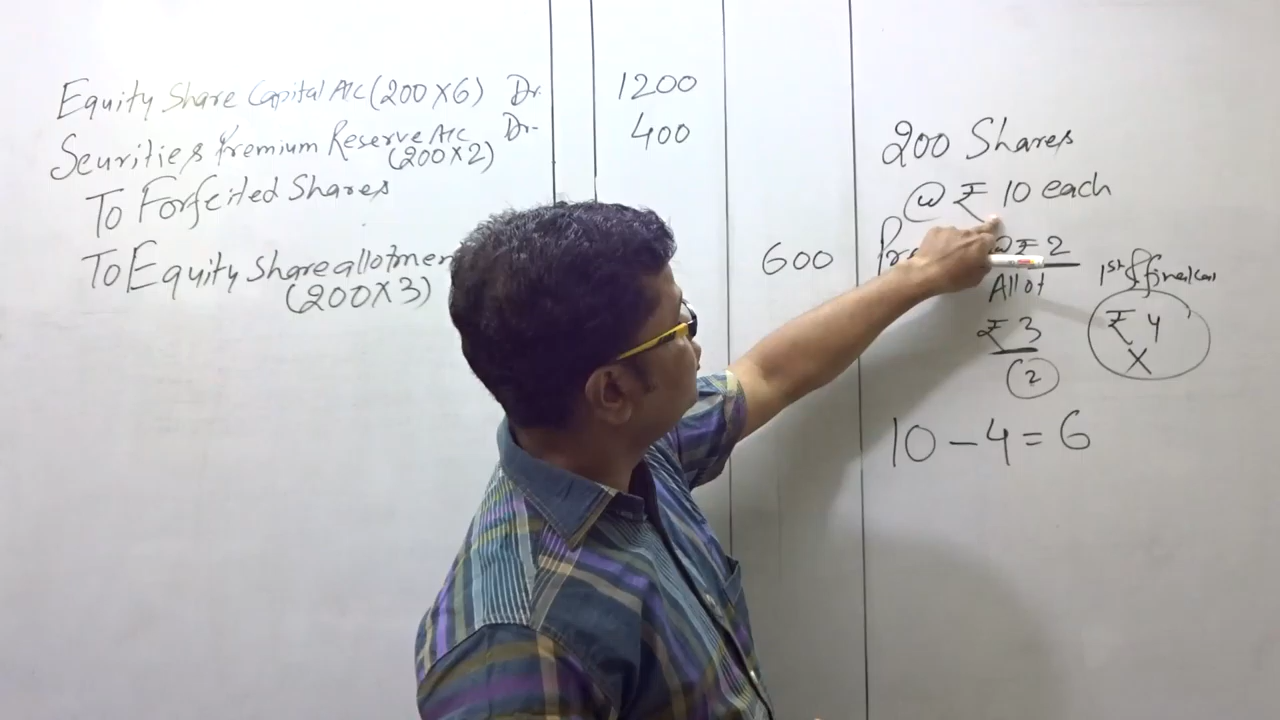 Equity Share Capital A/C (200 X 6) Dr. 1200
Securities Premium Reserve A/C Dr- 400
(200 X 2)
To Forfeited Shares
To Equity Share allotmen 600
(200 X 3)
200 Shares
@ ₹ 10 each
Pr @ ₹ 2
Allot
₹ 3
2
1st & final Call
₹ 4
X
10 - 4 = 6